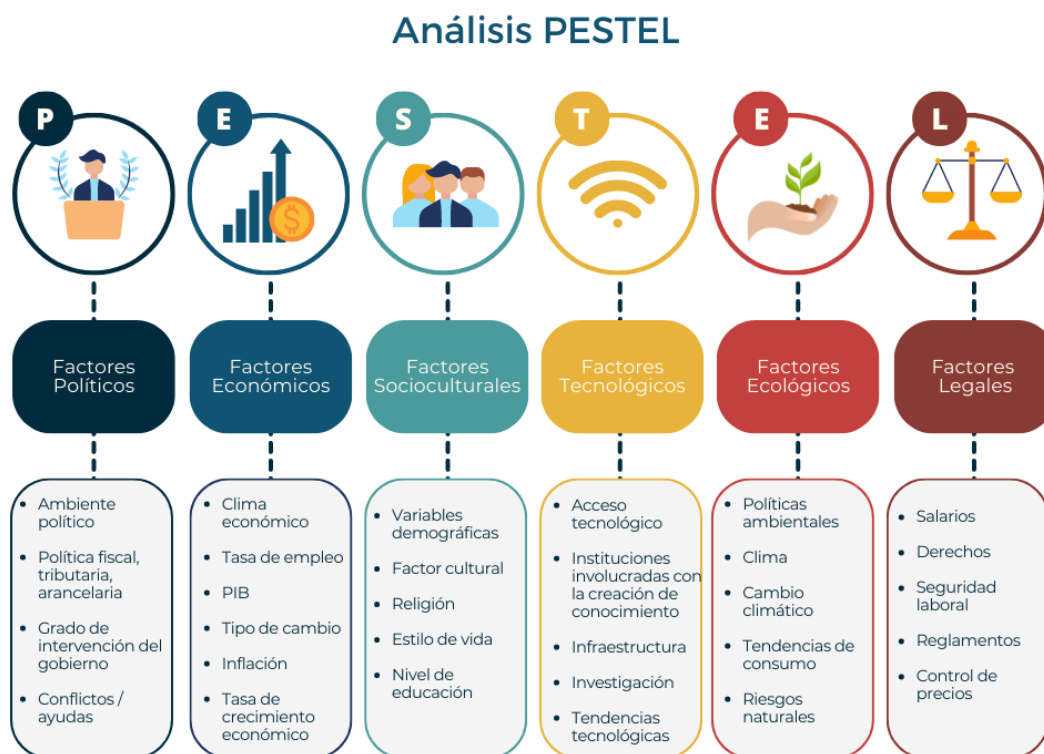 Análisis PESTEL
P
E
S
T
E
L
Factores
Políticos
Factores
Económicos
Factores
Socioculturales
Factores
Tecnológicos
Factores
Ecológicos
Factores
Legales
• Ambiente
político
• Política fiscal,
tributaria,
arancelaria
• Grado de
intervención del
gobierno
• Conflictos /
ayudas
• Clima
económico
• Tasa de empleo
• PIB
• Tipo de cambio
• Inflación
• Tasa de
crecimiento
económico
• Variables
demográficas
• Factor cultural
• Religión
• Estilo de vida
• Nivel de
educación
• Acceso
tecnológico
• Instituciones
involucradas con
la creación de
conocimiento
• Infraestructura
• Investigación
• Tendencias
tecnológicas
• Políticas
ambientales
• Clima
• Cambio
climático
• Tendencias de
consumo
• Riesgos
naturales
• Salarios
• Derechos
• Seguridad
laboral
• Reglamentos
• Control de
precios